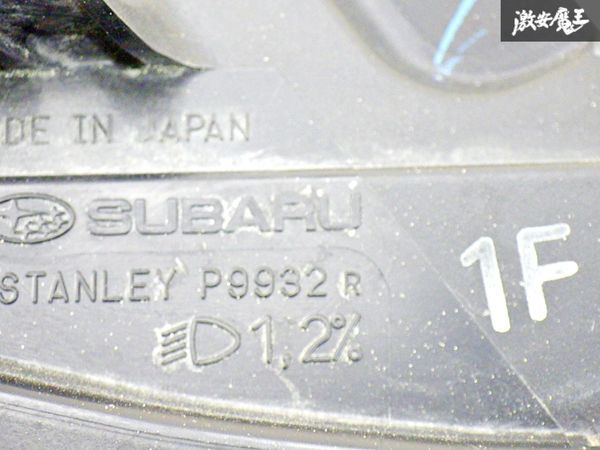 激安魔王
DE IN JAPAN
SUBARU
STANLEY P9932 R
1,2%
1F